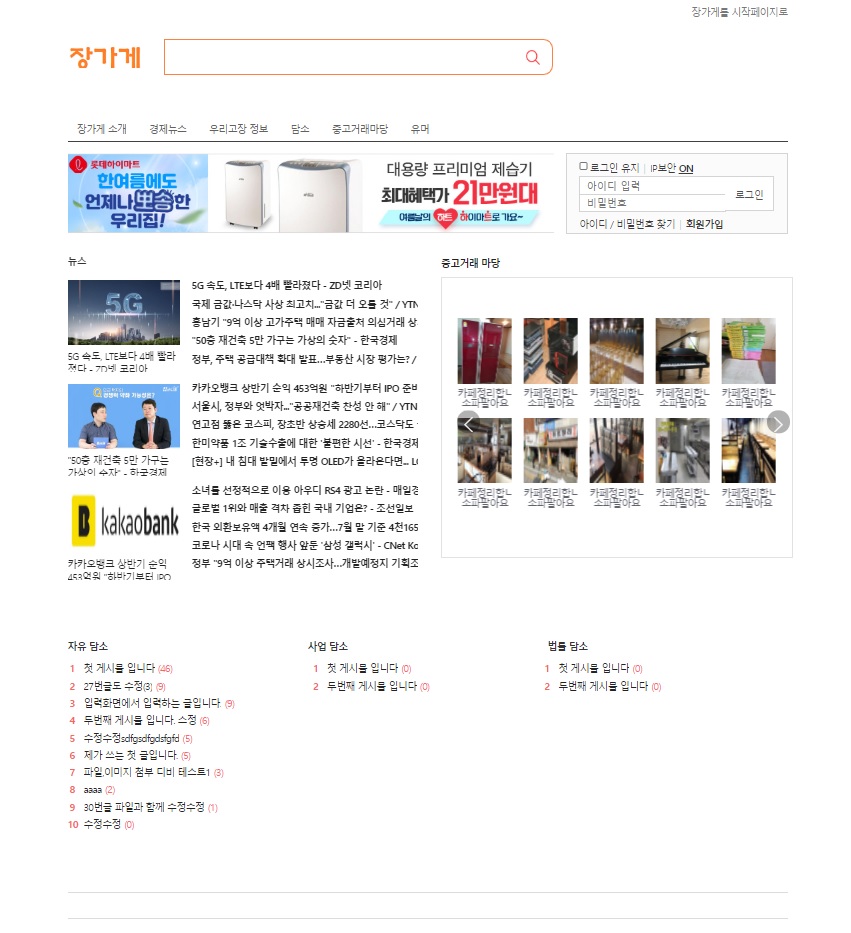 장가게를 시작페이지로
장가게
장가게 소개 경제뉴스 우리고장 정보 담소 중고거래마당 유머
롯데하이마트
한여름에도
언제나뽀송한
우리집!
대용량 프리미엄 제습기
최대혜택가 21만원대
여름날의 하트 하이마트로 가요~
로그인 유지 | IP보안 ON
아이디 입력
비밀번호
로그인
아이디 / 비밀번호 찾기 | 회원가입
뉴스
5G
5G 속도, LTE보다 4배 빨라
졌다 - ZD넷 코리아
5G 속도, LTE보다 4배 빨라졌다 - ZD넷 코리아
국제 금값·나스닥 사상 최고치..."금값 더 오를 것" / YTN
홍남기 "9억 이상 고가주택 매매 자금출처 의심거래 상
"50층 재건축 5만 가구는 가상의 숫자" - 한국경제
정부, 주택 공급대책 확대 발표…부동산 시장 평가는? /
"50층 재건축 5만 가구는
가상의 숫자" - 한국경제
카카오뱅크 상반기 순익 453억원 "하반기부터 IPO 준비
서울시, 정부와 엇박자..."공공재건축 찬성 안 해" / YTN
연고점 뚫은 코스피, 장초반 상승세 2280선…코스닥도
한미약품 1조 기술수출에 대한 '불편한 시선' - 한국경제
[현장+] 내 침대 발밑에서 투명 OLED가 올라온다면... LG
kakaobank
카카오뱅크 상반기 순익
453억원 "하반기부터 IPO
소녀를 선정적으로 이용 아우디 RS4 광고 논란 - 매일경
글로벌 1위와 매출 격차 좁힌 국내 기업은? - 조선일보
한국 외환보유액 4개월 연속 증가…7월 말 기준 4천165
코로나 시대 속 언팩 행사 앞둔 '삼성 갤럭시' - CNet Ko
정부 "9억 이상 주택거래 상시조사…개발예정지 기획조
중고거래 마당
카페정리합ㄴ 카페정리합ㄴ 카페정리합ㄴ 카페정리합ㄴ 카페정리합ㄴ
소파팔아요 소파팔아요 소파팔아요 소파팔아요 소파팔아요
카페정리합ㄴ 카페정리합ㄴ 카페정리합ㄴ 카페정리합ㄴ 카페정리합ㄴ
소파팔아요 소파팔아요 소파팔아요 소파팔아요 소파팔아요
자유 담소
1 첫 게시물 입니다 (46)
2 27번글도 수정(3) (9)
3 입력화면에서 입력하는 글입니다. (9)
4 두번째 게시물 입니다. 스정 (6)
5 수정수정sdfgsdfgdsfgfd (5)
6 제가 쓰는 첫 글입니다. (5)
7 파일,이미지 첨부 디비 테스트1 (3)
8 aaaa (2)
9 30번글 파일과 함께 수정수정 (1)
10 수정수정 (0)
사업 담소
1 첫 게시물 입니다 (0)
2 두번째 게시물 입니다 (0)
법률 담소
1 첫 게시물 입니다 (0)
2 두번째 게시물 입니다 (0)